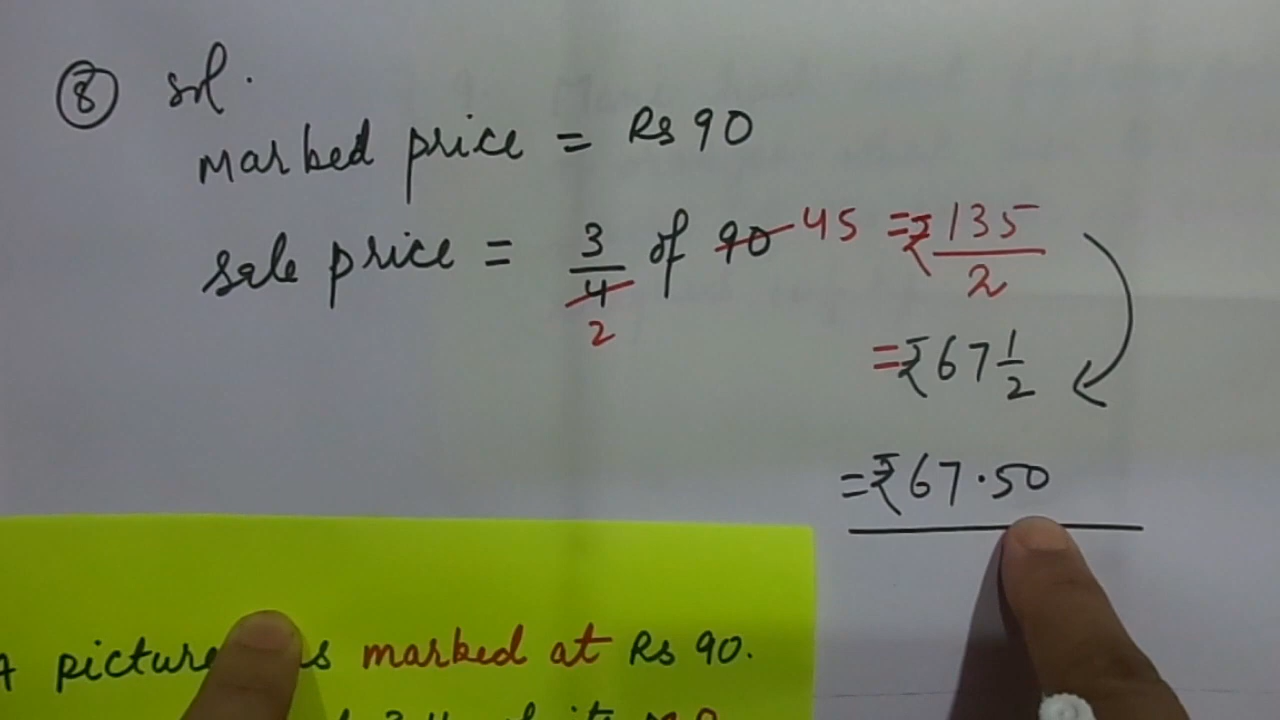 8 sol.
marked price = Rs 90
sale price = 3/4 of 90 45 = ₹ 135/2
2
= ₹ 67 1/2
= ₹ 67.50
A picture is marked at Rs 90.